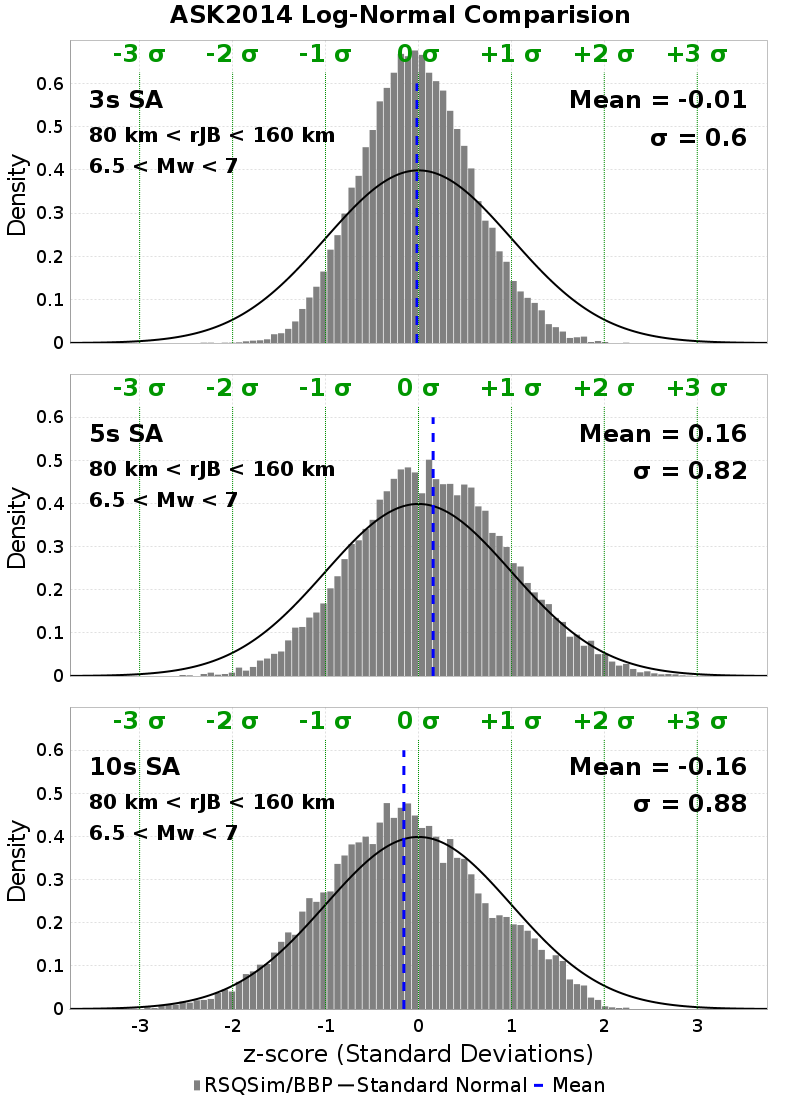 ASK2014 Log-Normal Comparision
-3 σ -2 σ -1 σ 0 σ +1 σ +2 σ +3 σ
0.6
3s SA Mean = -0.01
0.5
80 km < rJB < 160 km σ = 0.6
6.5 < Mw < 7
0.4
0.3
0.2
0.1
0
Density
-3 σ -2 σ -1 σ 0 σ +1 σ +2 σ +3 σ
0.6
5s SA Mean = 0.16
0.5
80 km < rJB < 160 km σ = 0.82
6.5 < Mw < 7
0.4
0.3
0.2
0.1
0
Density
-3 σ -2 σ -1 σ 0 σ +1 σ +2 σ +3 σ
0.6
10s SA Mean = -0.16
0.5
80 km < rJB < 160 km σ = 0.88
6.5 < Mw < 7
0.4
0.3
0.2
0.1
0
Density
-3 -2 -1 0 1 2 3
z-score (Standard Deviations)
RSQSim/BBP Standard Normal Mean